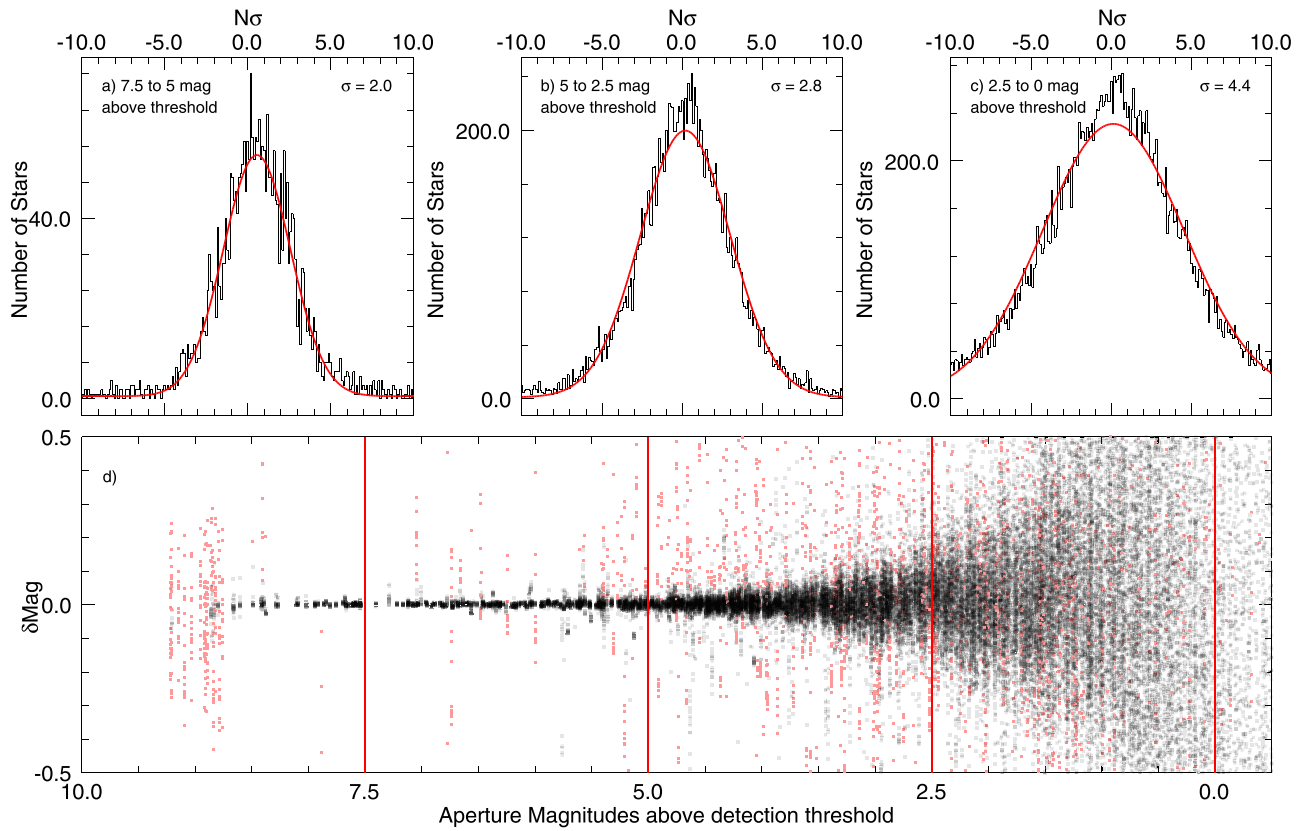 Nσ Nσ Nσ
-10.0 -5.0 0.0 5.0 10.0 -10.0 -5.0 0.0 5.0 10.0 -10.0 -5.0 0.0 5.0 10.0
a) 7.5 to 5 mag σ = 2.0 b) 5 to 2.5 mag σ = 2.8 c) 2.5 to 0 mag σ = 4.4
above threshold above threshold above threshold
200.0
200.0
40.0
0.0 0.0 0.0
Number of Stars Number of Stars Number of Stars
0.5
d)
0.0
δMag
-0.5
10.0 7.5 5.0 2.5 0.0
Aperture Magnitudes above detection threshold